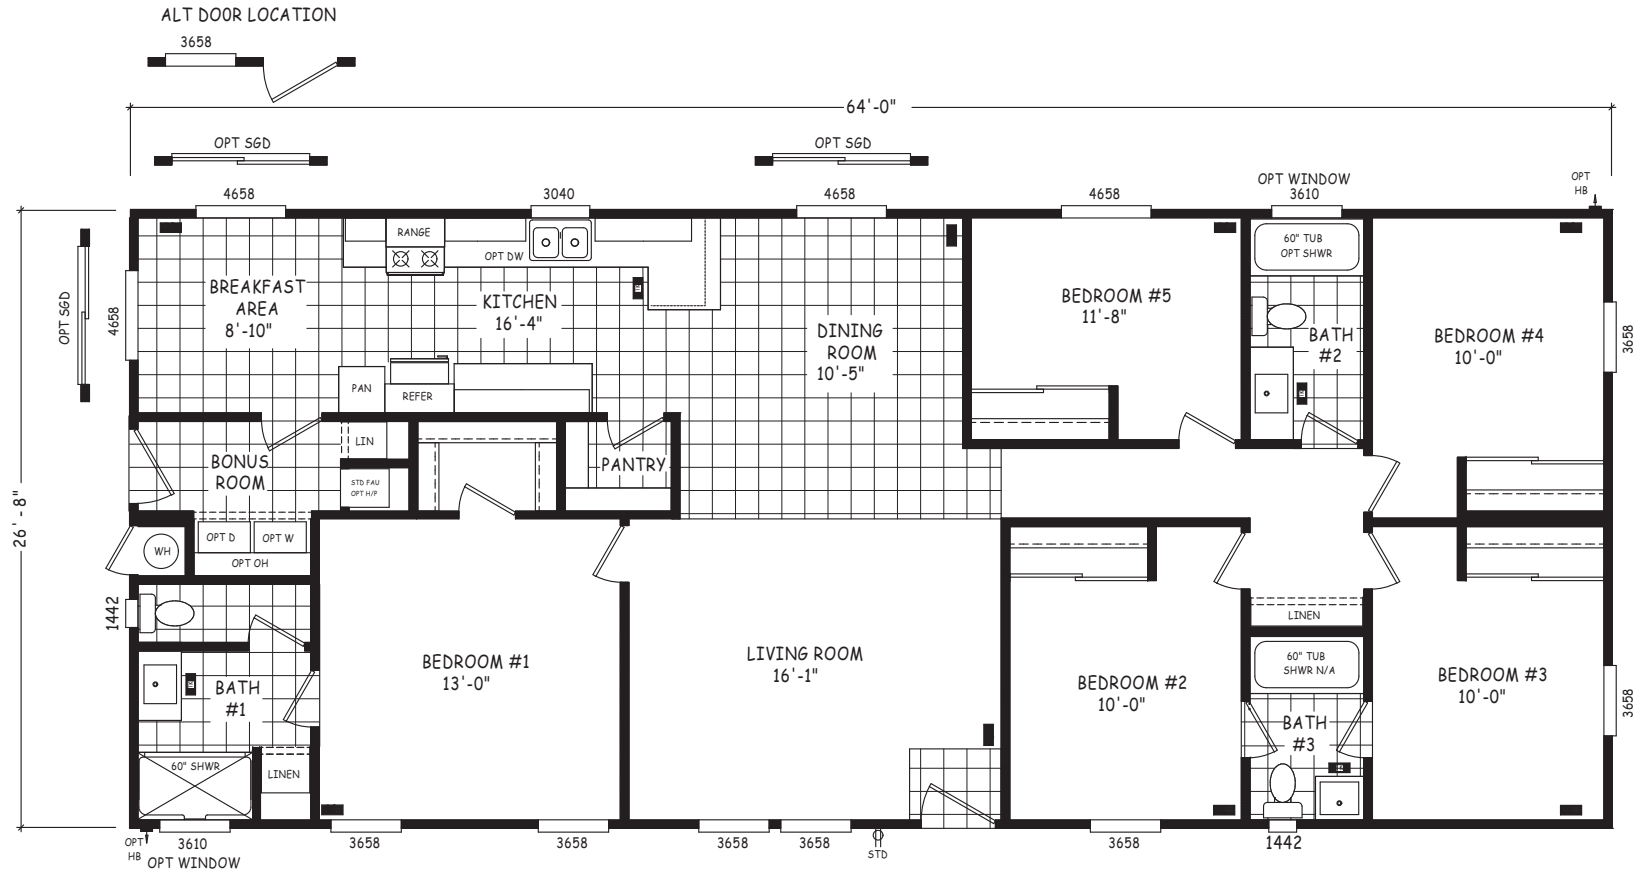 ALT DOOR LOCATION
3658
64'-0"
OPT SGD
OPT SGD
4658
3040
4658
4658
OPT WINDOW
3610
OPT
HB
RANGE
OPT DW
60" TUB
OPT SHWR
OPT SGD
4658
BREAKFAST
AREA
8'-10"
KITCHEN
16'-4"
DINING
ROOM
10'-5"
BEDROOM #5
11'-8"
BATH
#2
BEDROOM #4
10'-0"
3658
PAN
REFER
LIN
BONUS
ROOM
STD FAU
OPT H/P
PANTRY
26'-8"
WH
OPT D
OPT W
OPT OH
1442
LINEN
BEDROOM #1
13'-0"
LIVING ROOM
16'-1"
BEDROOM #2
10'-0"
60" TUB
SHWR N/A
BEDROOM #3
10'-0"
3658
BATH
#1
BATH
#3
60" SHWR
LINEN
OPT
HB
3610
OPT WINDOW
3658
3658
3658
3658
STD
3658
1442